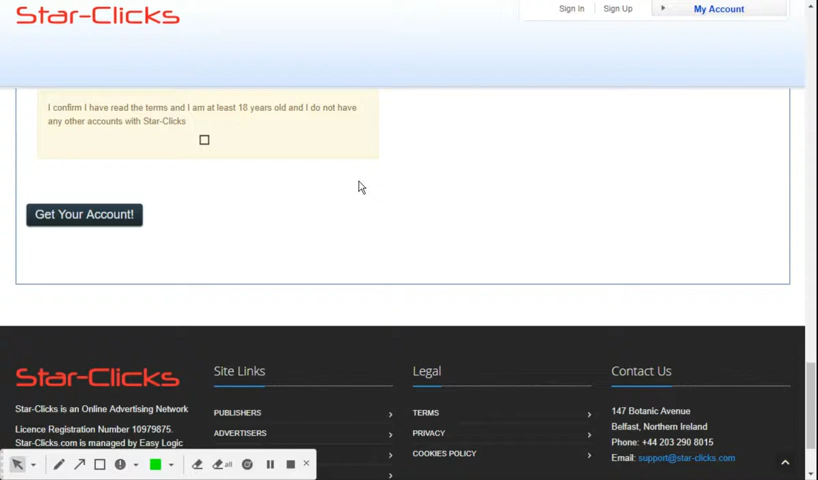 Star-Clicks
Sign In
Sign Up
My Account
I confirm I have read the terms and I am at least 18 years old and I do not have
any other accounts with Star-Clicks
Get Your Account!
Star-Clicks
Star-Clicks is an Online Advertising Network
Licence Registration Number 10979875.
Star-Clicks.com is managed by Easy Logic
Site Links
PUBLISHERS
ADVERTISERS
Legal
TERMS
PRIVACY
COOKIES POLICY
Contact Us
147 Botanic Avenue
Belfast, Northern Ireland
Phone: +44 203 290 8015
Email: support@star-clicks.com
all